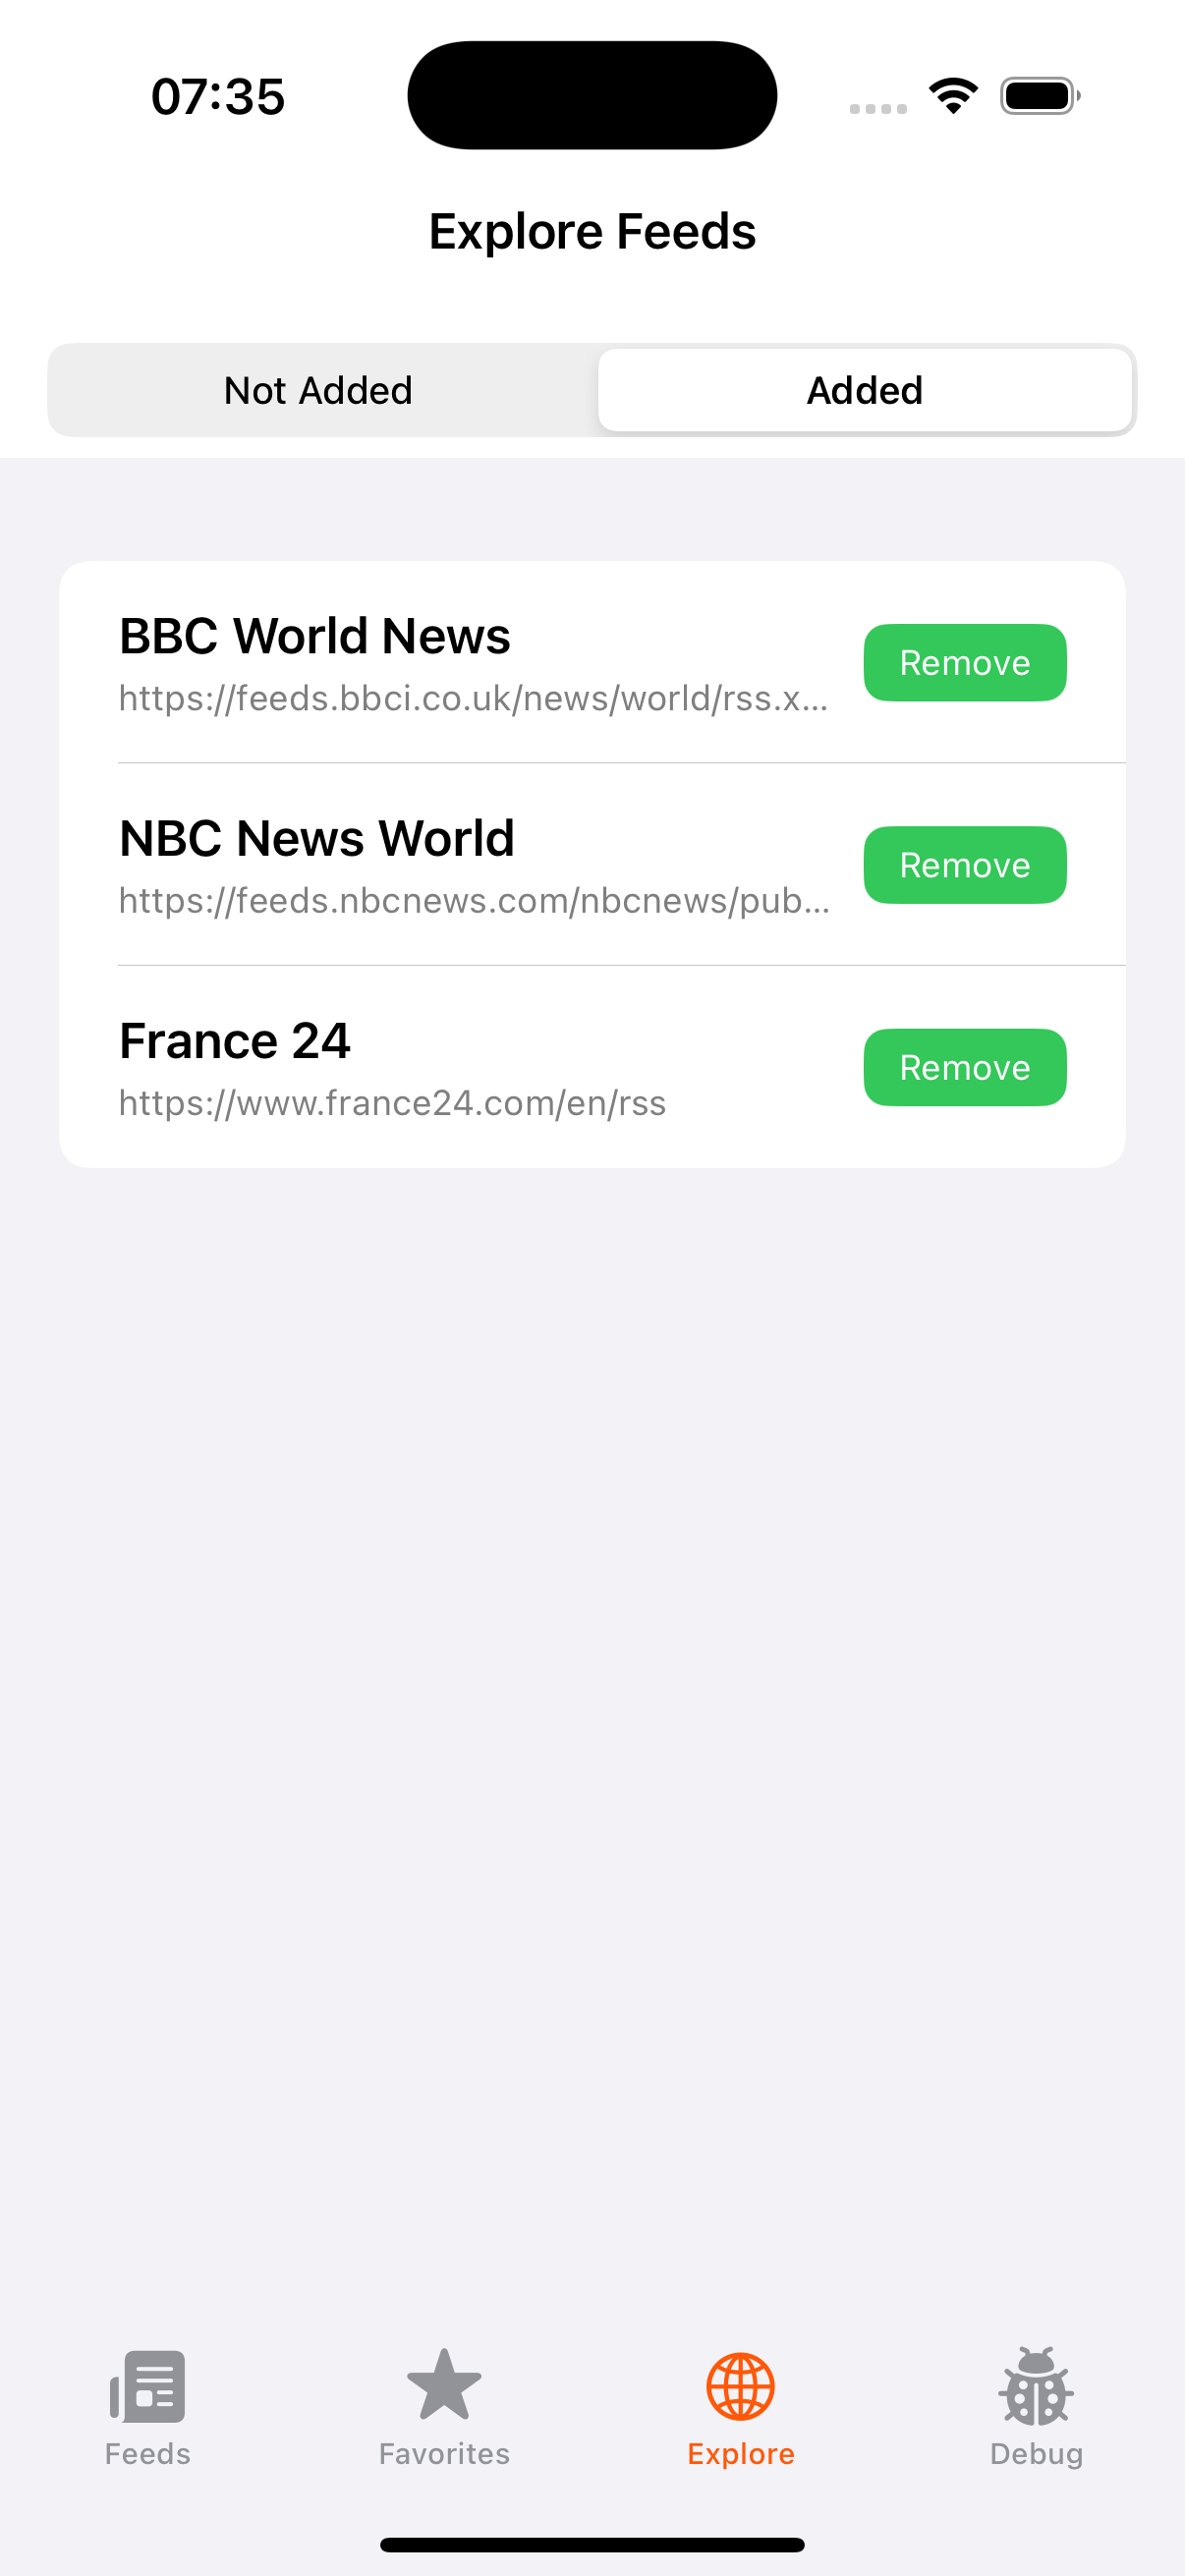 07:35
Explore Feeds
Not Added
Added
BBC World News
https://feeds.bbci.co.uk/news/world/rss.x...
Remove
NBC News World
https://feeds.nbcnews.com/nbcnews/pub...
Remove
France 24
https://www.france24.com/en/rss
Remove
Feeds
Favorites
Explore
Debug